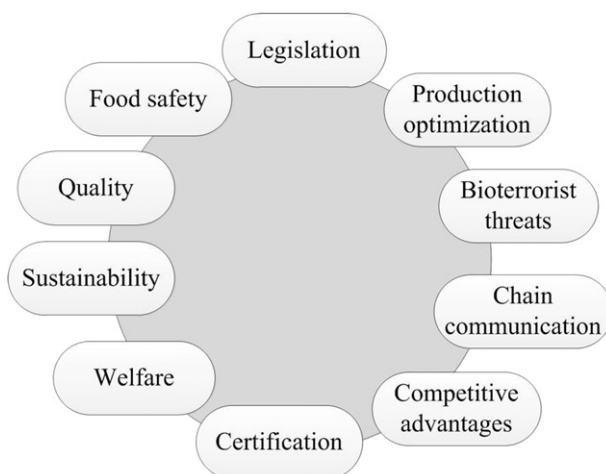 Legislation
Production
optimization
Bioterrorist
threats
Chain
communication
Competitive
advantages
Certification
Welfare
Sustainability
Quality
Food safety